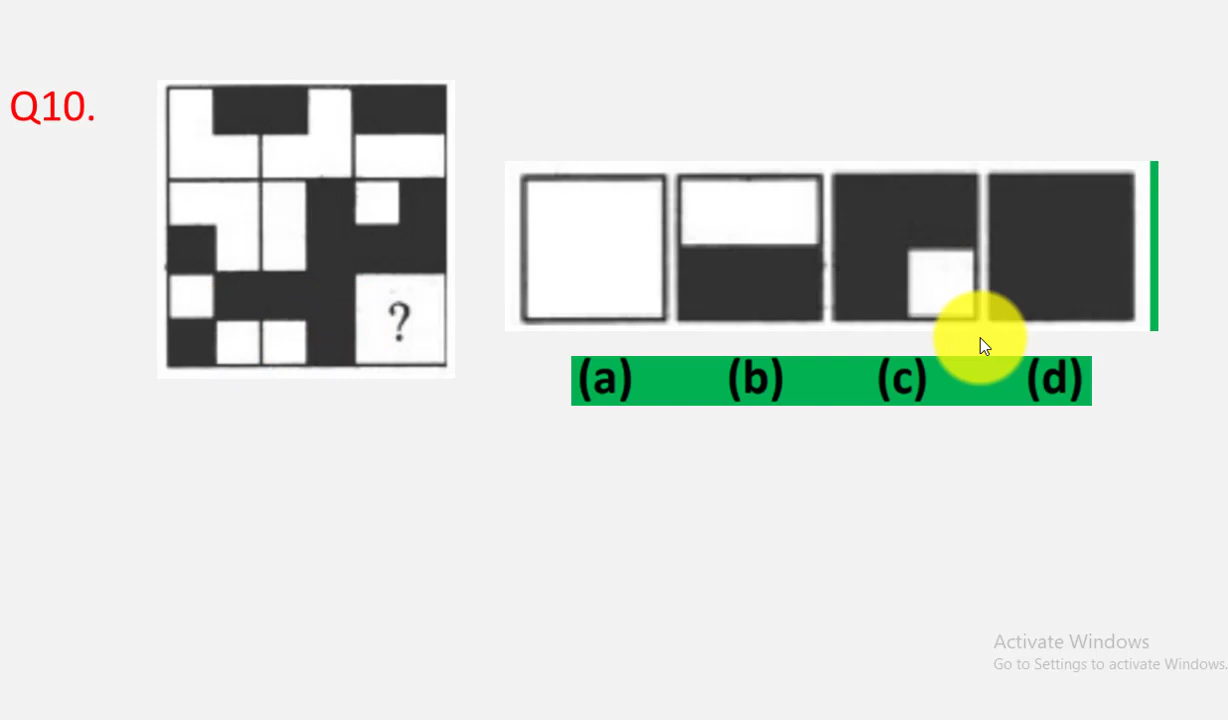 Q10.
?
(a) (b) (c) (d)
Activate Windows
Go to Settings to activate Windows.